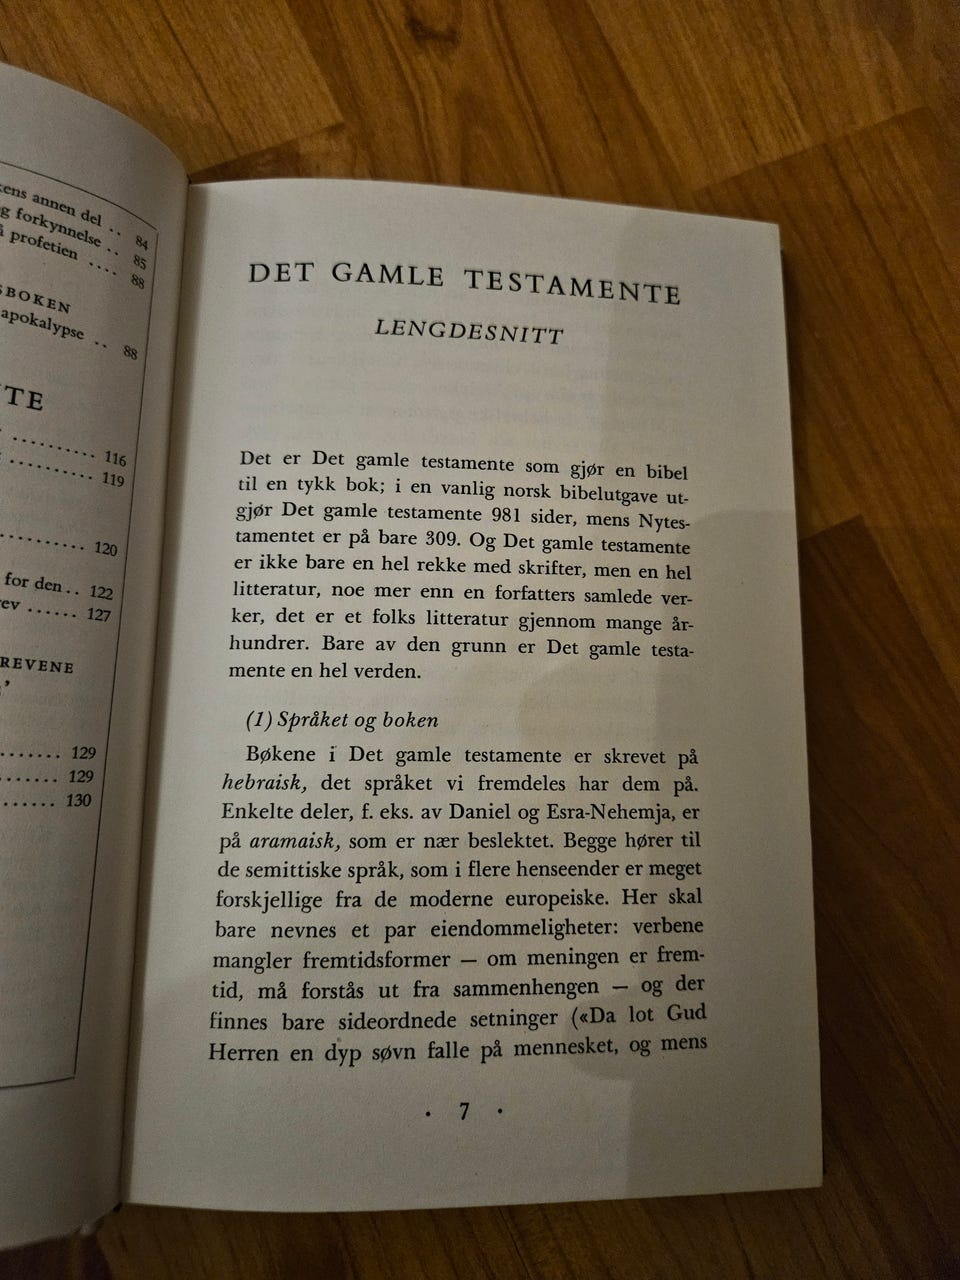 annen del .. 84
forkynnelse .. 85
profetien .... 88
BOKEN
apokalypse .. 88
TE
.......... 116
.......... 119
.......... 120
for den .. 122
...... 127
REVENE
....... 129
....... 129
....... 130
DET GAMLE TESTAMENTE
LENGDESNITT
Det er Det gamle testamente som gjør en bibel
til en tykk bok; i en vanlig norsk bibelutgave ut-
gjør Det gamle testamente 981 sider, mens Nytes-
tamentet er på bare 309. Og Det gamle testamente
er ikke bare en hel rekke med skrifter, men en hel
litteratur, noe mer enn en forfatters samlede ver-
ker, det er et folks litteratur gjennom mange år-
hundrer. Bare av den grunn er Det gamle testa-
mente en hel verden.
(1) Språket og boken
Bøkene i Det gamle testamente er skrevet på
hebraisk, det språket vi fremdeles har dem på.
Enkelte deler, f. eks. av Daniel og Esra-Nehemja, er
på aramaisk, som er nær beslektet. Begge hører til
de semittiske språk, som i flere henseender er meget
forskjellige fra de moderne europeiske. Her skal
bare nevnes et par eiendommeligheter: verbene
mangler fremtidsformer — om meningen er frem-
tid, må forstås ut fra sammenhengen — og der
finnes bare sideordnede setninger («Da lot Gud
Herren en dyp søvn falle på mennesket, og mens
· 7 ·